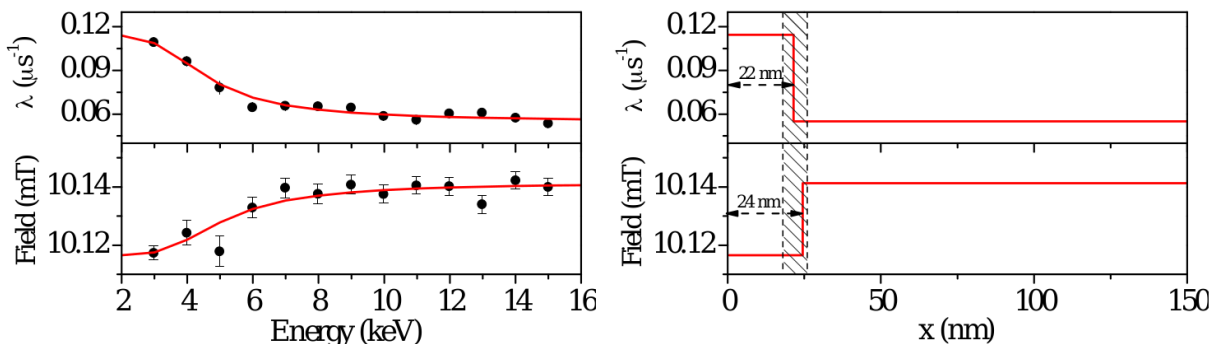 0.12
0.09
0.06
λ (μs⁻¹)
10.14
10.12
Field (mT)
2 4 6 8 10 12 14 16
Energy (keV)
0.12
0.09
0.06
λ (μs⁻¹)
22 nm
10.14
10.12
Field (mT)
24 nm
0 50 100 150
x (nm)